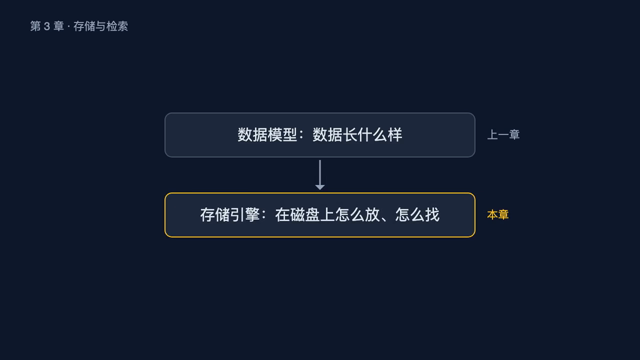 第 3 章 · 存储与检索
数据模型：数据长什么样
上一章
存储引擎：在磁盘上怎么放、怎么找
本章